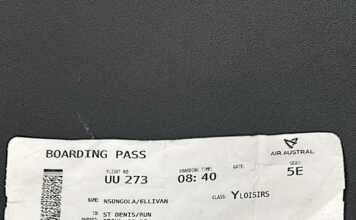 BOARDING PASS
AIR AUSTRAL
FLIGHT NO BOARDING TIME GATE SEAT
UU 273 08:40 5E
NAME NSONGOLA/ELLIVAN CLASS Y LOISIRS
TO ST DENIS/RUN